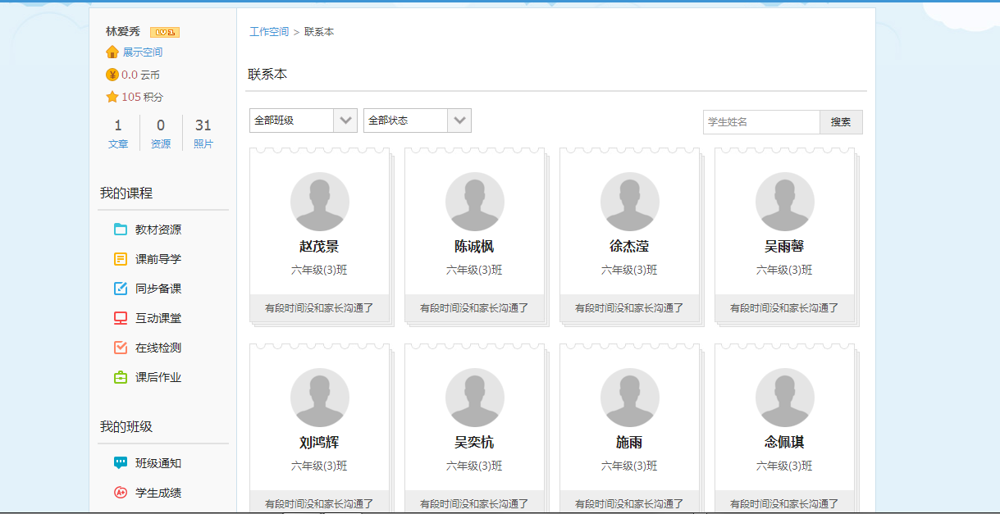 林爱秀 LV 1
展示空间
0.0 云币
105 积分
1 0 31
文章 资源 照片
我的课程
教材资源
课前导学
同步备课
互动课堂
在线检测
课后作业
我的班级
班级通知
学生成绩
工作空间 > 联系本
联系本
全部班级 全部状态 学生姓名 搜索
赵茂景 陈诚枫 徐杰滢 吴雨馨
六年级(3)班 六年级(3)班 六年级(3)班 六年级(3)班
有段时间没和家长沟通了 有段时间没和家长沟通了 有段时间没和家长沟通了 有段时间没和家长沟通了
刘鸿辉 吴奕杭 施雨 念佩琪
六年级(3)班 六年级(3)班 六年级(3)班 六年级(3)班
有段时间没和家长沟通了 有段时间没和家长沟通了 有段时间没和家长沟通了 有段时间没和家长沟通了